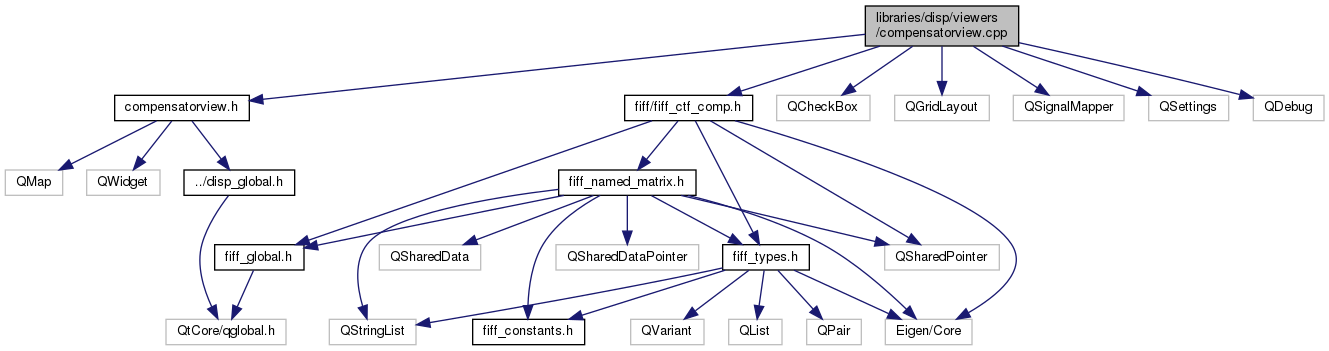 libraries/disp/viewers
/compensatorview.cpp
compensatorview.h
fiff/fiff_ctf_comp.h
QCheckBox
QGridLayout
QSignalMapper
QSettings
QDebug
QMap
QWidget
../disp_global.h
fiff_named_matrix.h
fiff_global.h
QSharedData
QSharedDataPointer
fiff_types.h
QSharedPointer
QtCore/qglobal.h
QStringList
fiff_constants.h
QVariant
QList
QPair
Eigen/Core